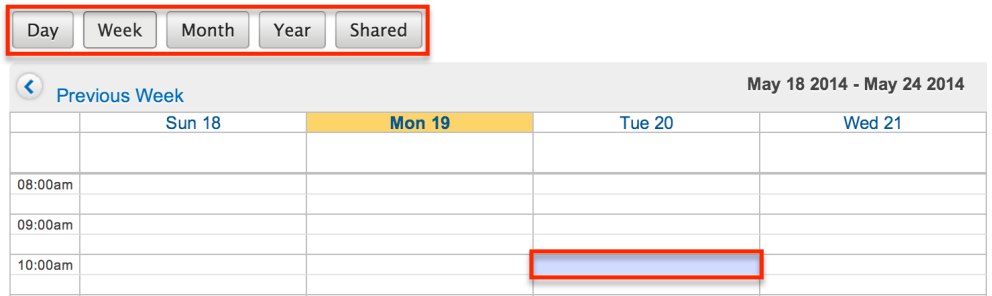 Day Week Month Year Shared
May 18 2014 - May 24 2014
Previous Week
Sun 18 Mon 19 Tue 20 Wed 21
08:00am
09:00am
10:00am